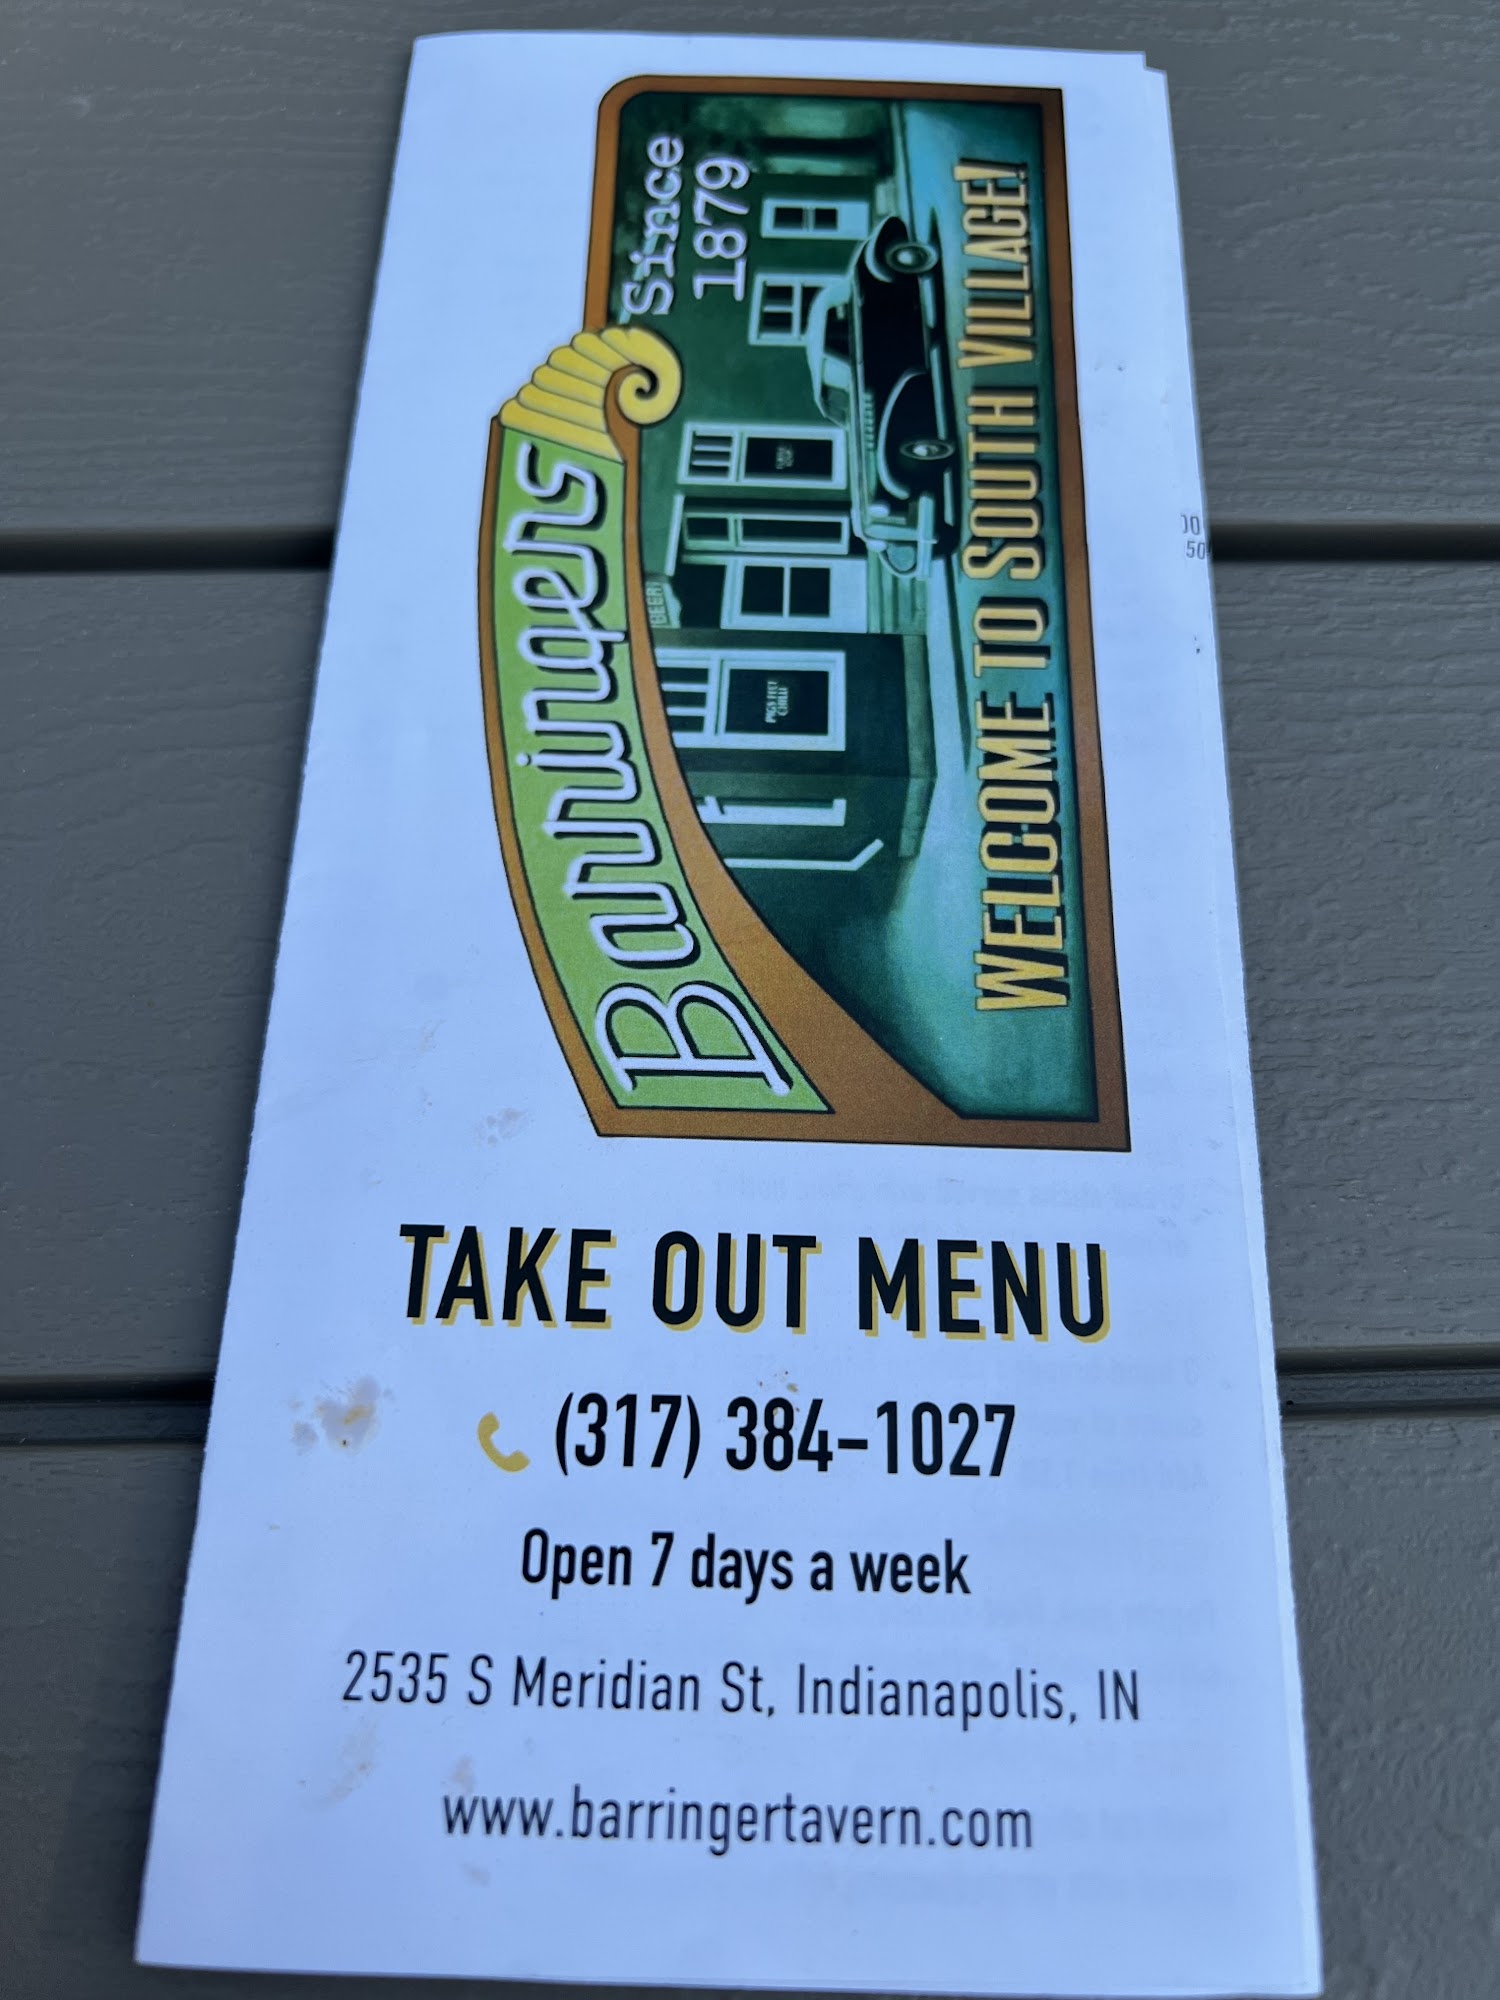 Since
1879
Barringers
BEER
PIGS FEET
CHILI
WELCOME TO SOUTH VILLAGE!
TAKE OUT MENU
(317) 384-1027
Open 7 days a week
2535 S Meridian St, Indianapolis, IN
www.barringertavern.com
50